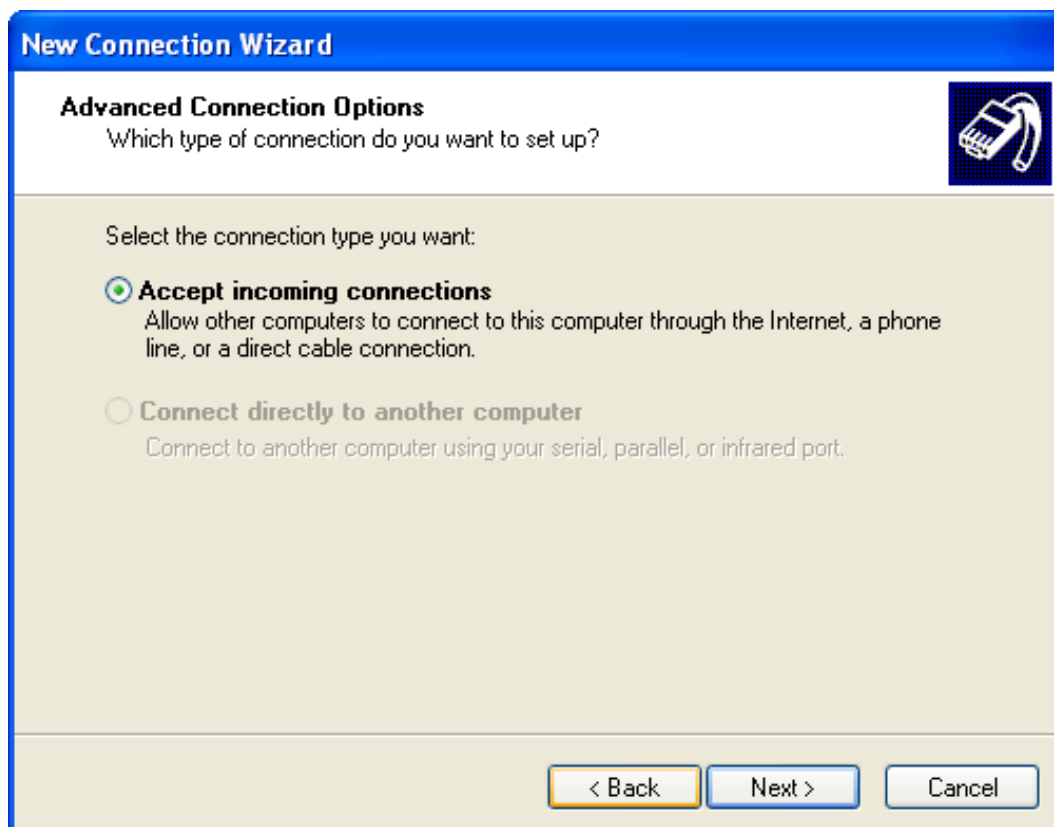 New Connection Wizard
Advanced Connection Options
Which type of connection do you want to set up?
Select the connection type you want:
Accept incoming connections
Allow other computers to connect to this computer through the Internet, a phone
line, or a direct cable connection.
Connect directly to another computer
Connect to another computer using your serial, parallel, or infrared port.
< Back Next > Cancel